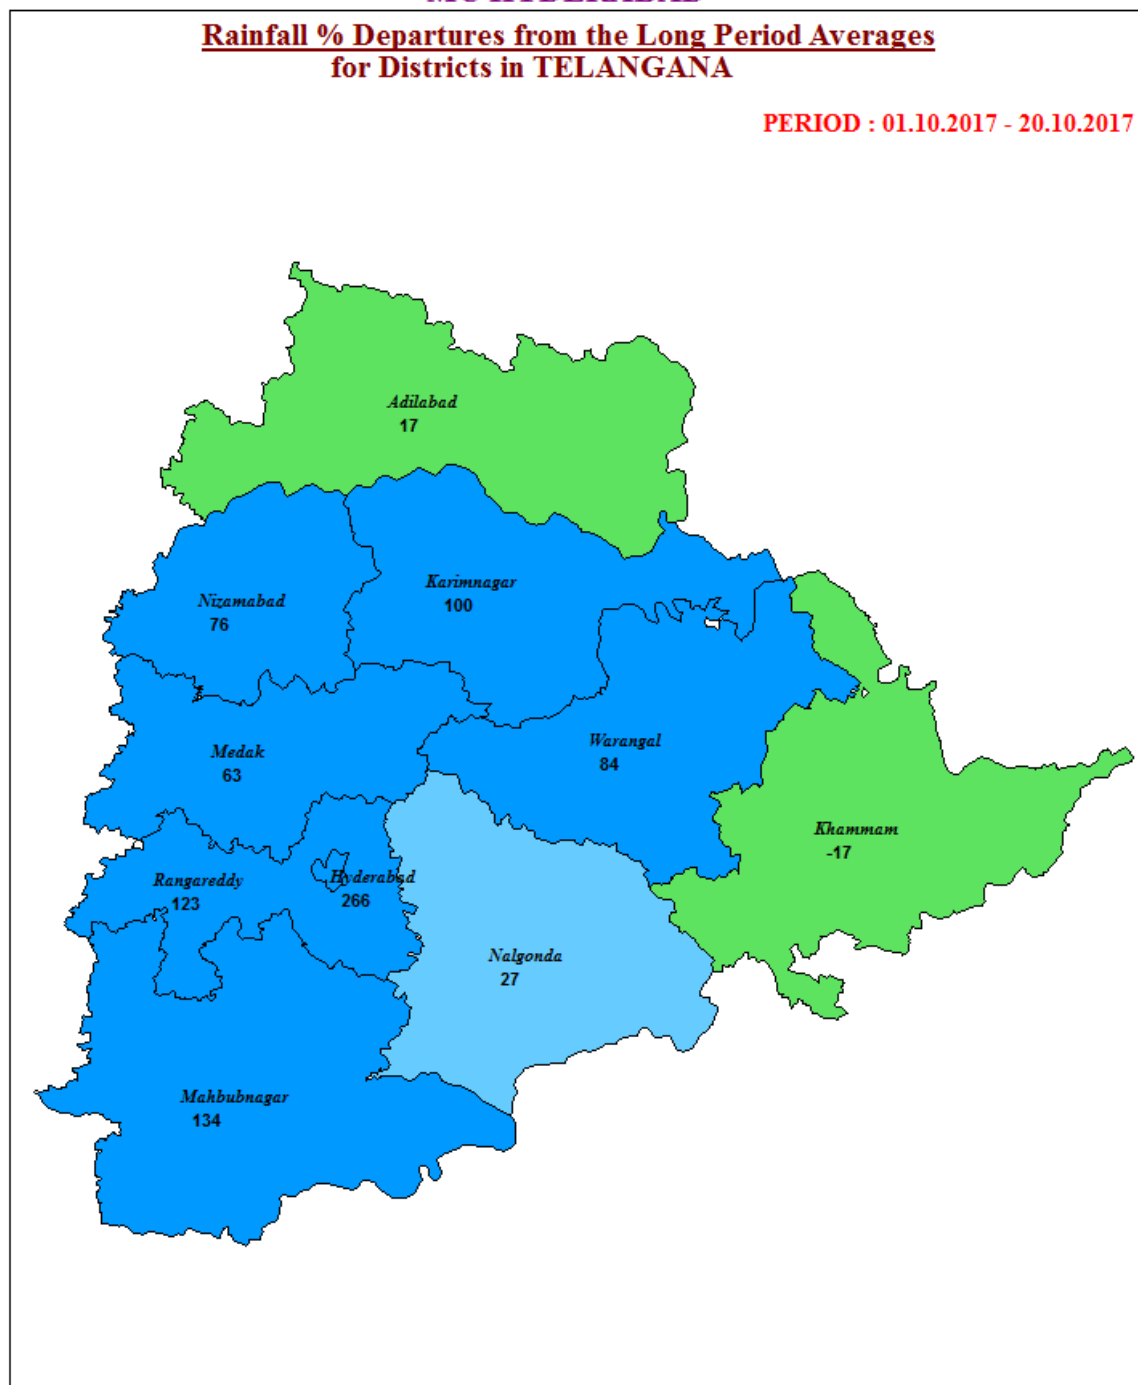 Rainfall % Departures from the Long Period Averages
for Districts in TELANGANA
PERIOD : 01.10.2017 - 20.10.2017
Adilabad
17
Karimnagar
100
Nizamabad
76
Warangal
84
Medak
63
Khammam
-17
Hyderabad
266
Rangareddy
123
Nalgonda
27
Mahbubnagar
134